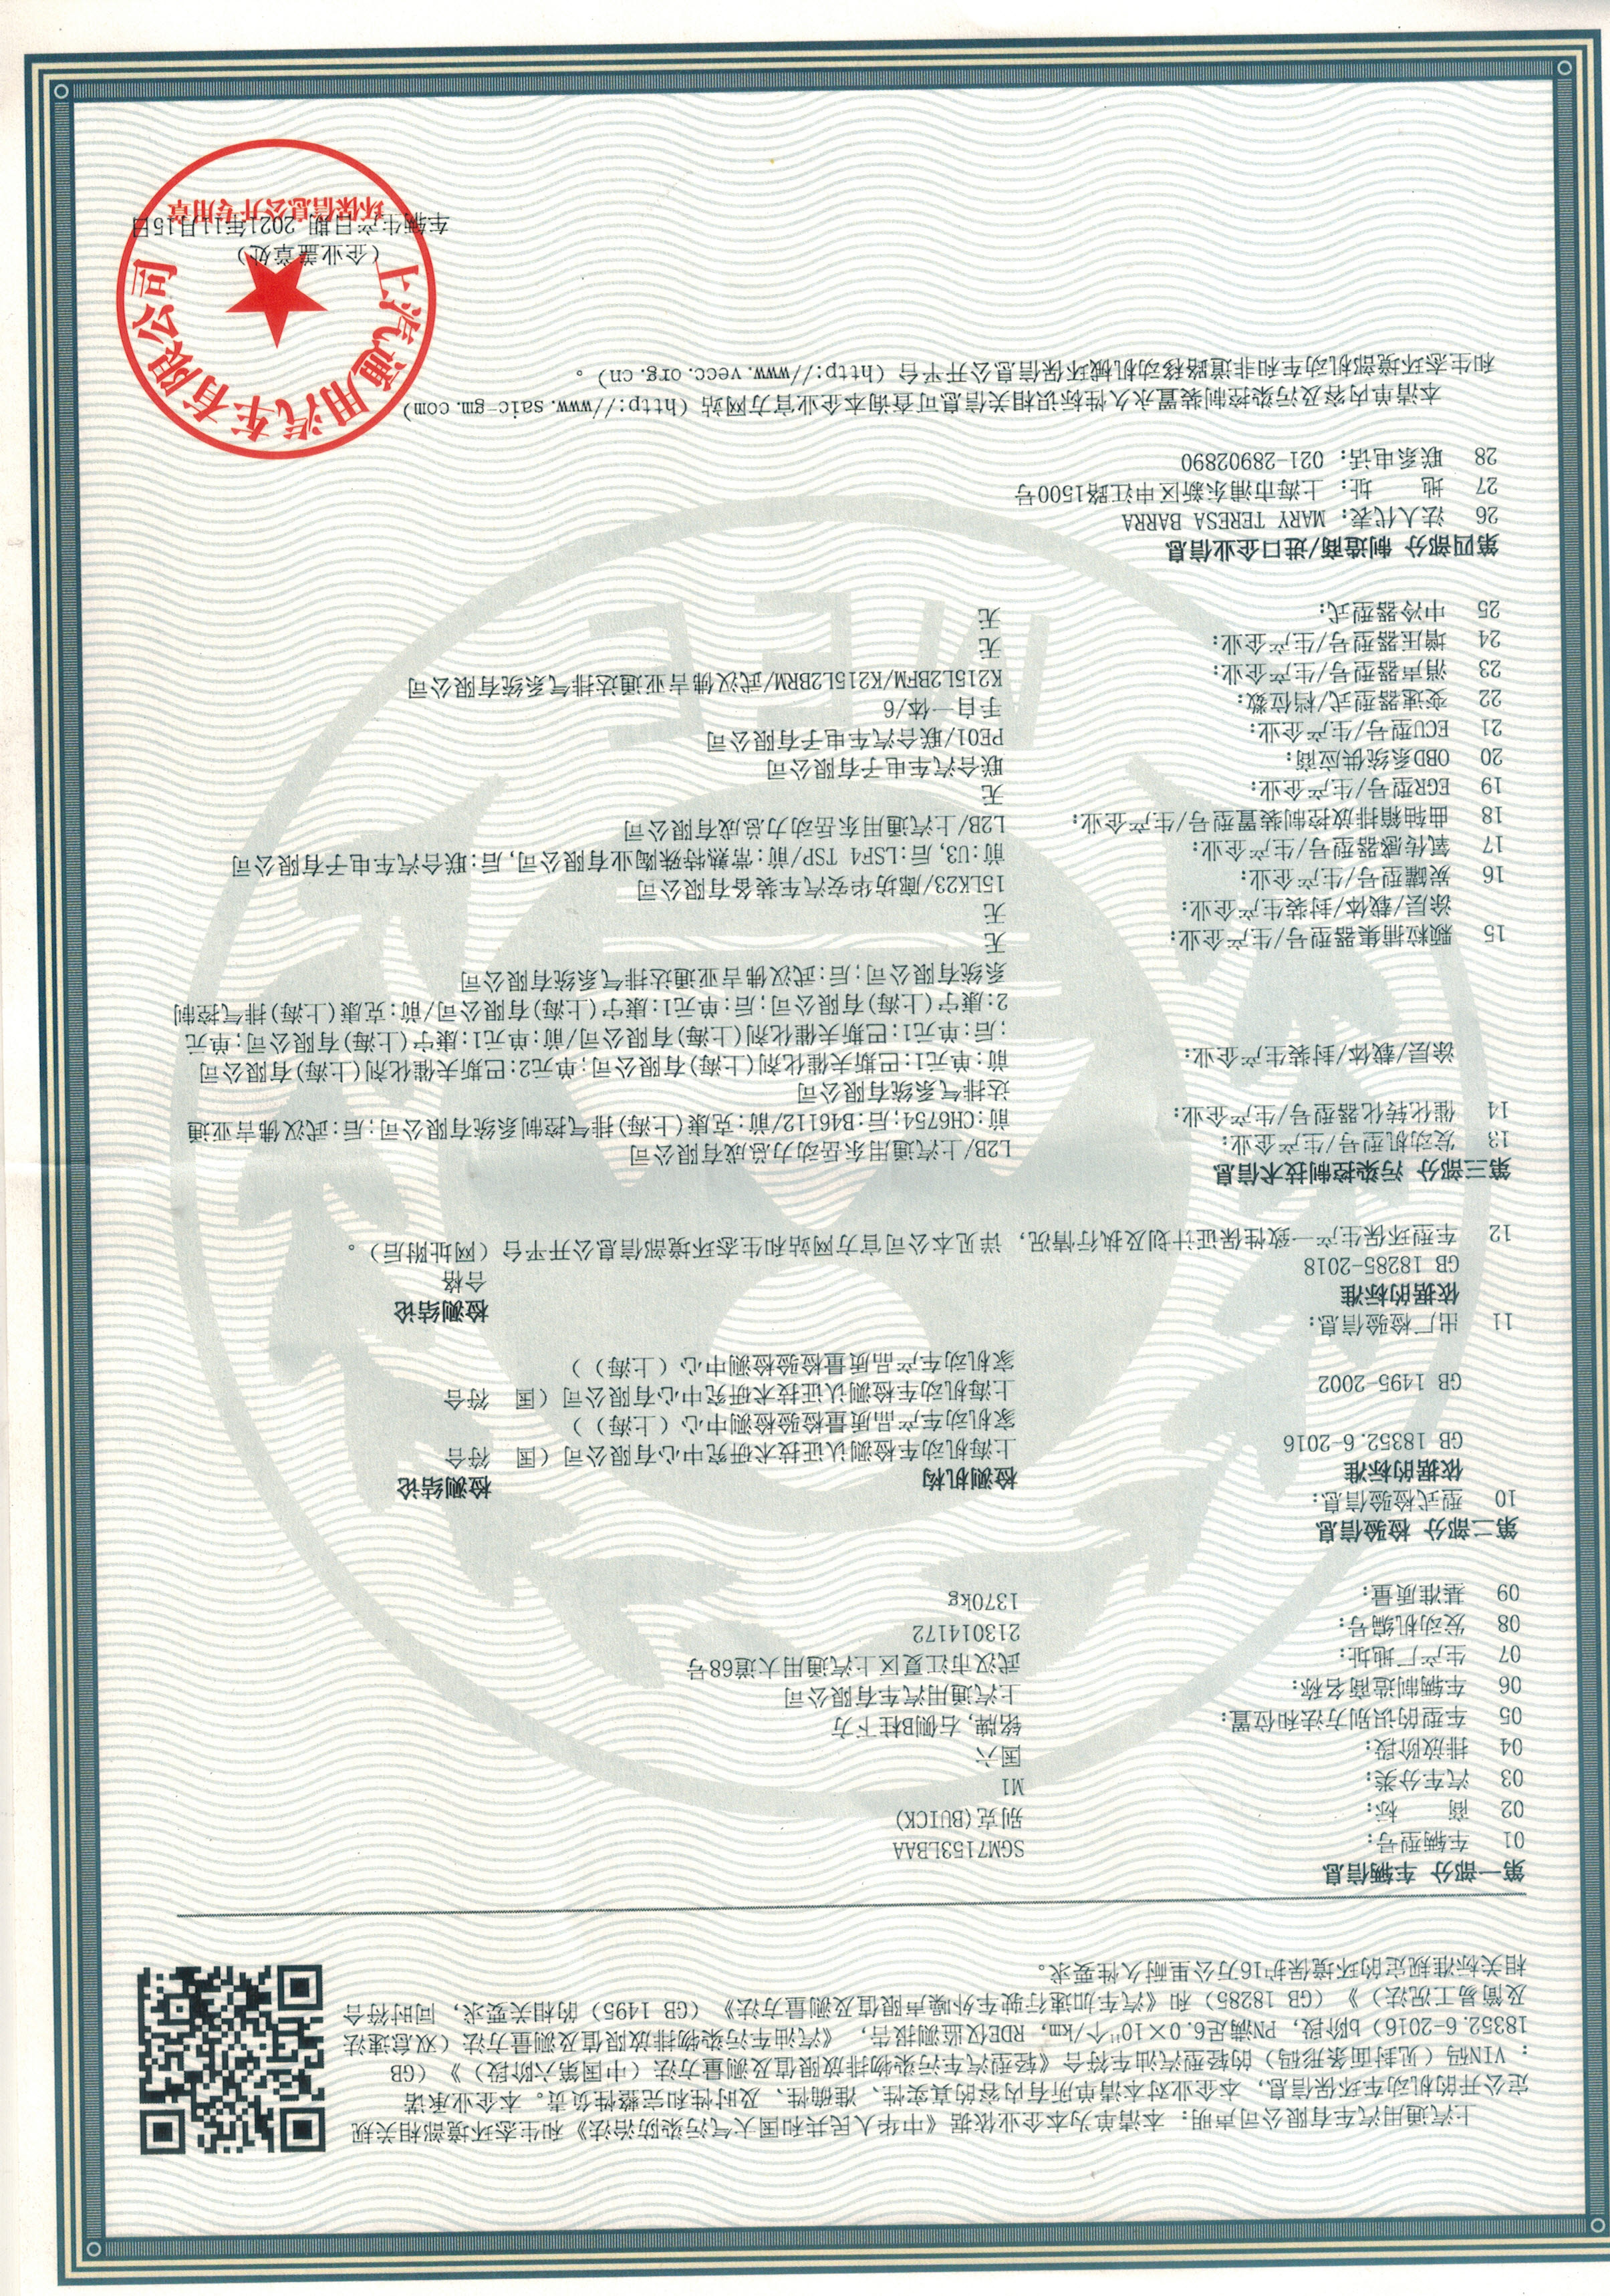 上汽通用汽车有限公司声明：本清单为本企业依据《中华人民共和国大气污染防治法》和生态环境部相关规
定公开的机动车环保信息，本企业对本清单所有内容的真实性、准确性、及时性和完整性负责。本企业承诺
：VIN码（见封面条形码）的轻型汽油车符合《轻型汽车污染物排放限值及测量方法（中国第六阶段）》（GB
18352.6-2016）b阶段，PN满足6.0×10¹¹个/km，RDE仅监测报告，《汽油车污染物排放限值及测量方法（双怠速法
及简易工况法）》（GB 18285）和《汽车加速行驶车外噪声限值及测量方法》（GB 1495）的相关要求，同时符合
相关标准规定的环境保护16万公里耐久性要求。
第一部分 车辆信息
01 车辆型号： SGM7153LBAA
02 商 标： 别克(BUICK)
03 汽车分类： M1
04 排放阶段： 国六
05 车型的识别方法和位置： 铭牌，右侧B柱下方
06 车辆制造商名称： 上汽通用汽车有限公司
07 生产厂地址： 武汉市江夏区上汽通用大道68号
08 发动机编号： 213014172
09 基准质量： 1370kg
第二部分 检验信息
10 型式检验信息：
依据的标准 检测机构 检测结论
GB 18352.6-2016 上海机动车检测认证技术研究中心有限公司（国 符合
家机动车产品质量检验检测中心（上海））
GB 1495-2002 上海机动车检测认证技术研究中心有限公司（国 符合
家机动车产品质量检验检测中心（上海））
11 出厂检验信息：
依据的标准 检测结论
GB 18285-2018 合格
12 车型环保生产一致性保证计划及执行情况，详见本公司官方网站和生态环境部信息公开平台（网址附后）。
第三部分 污染控制技术信息
13 发动机型号/生产企业： L2B/上汽通用东岳动力总成有限公司
14 催化转化器型号/生产企业： 前:CH6754;后:B46112/前:克康(上海)排气控制系统有限公司;后:武汉佛吉亚通
达排气系统有限公司
涂层/载体/封装生产企业： 前:单元1:巴斯夫催化剂(上海)有限公司;单元2:巴斯夫催化剂(上海)有限公司
;后:单元1:巴斯夫催化剂(上海)有限公司/前:单元1:康宁(上海)有限公司;单元
2:康宁(上海)有限公司;后:单元1:康宁(上海)有限公司/前:克康(上海)排气控制
系统有限公司;后:武汉佛吉亚通达排气系统有限公司
15 颗粒捕集器型号/生产企业： 无
涂层/载体/封装生产企业： 无
16 炭罐型号/生产企业： 15LK23/廊坊华安汽车装备有限公司
17 氧传感器型号/生产企业： 前:U3,后:LSF4 TSP/前:常熟特殊陶业有限公司,后:联合汽车电子有限公司
18 曲轴箱排放控制装置型号/生产企业： L2B/上汽通用东岳动力总成有限公司
19 EGR型号/生产企业： 无
20 OBD系统供应商： 联合汽车电子有限公司
21 ECU型号/生产企业： PE01/联合汽车电子有限公司
22 变速器型式/档位数： 手自一体/6
23 消声器型号/生产企业： K215L2BFM/K215L2BRM/武汉佛吉亚通达排气系统有限公司
24 增压器型号/生产企业： 无
25 中冷器型式： 无
第四部分 制造商/进口企业信息
26 法人代表： MARY TERESA BARRA
27 地 址： 上海市浦东新区申江路1500号
28 联系电话： 021-28902890
本清单内容及污染控制装置永久性标识相关信息可查询本企业官方网站（http://www.saic-gm.com）
和生态环境部机动车和非道路移动机械环保信息公开平台（http://www.vecc.org.cn）。
（企业盖章处）
车辆生产日期 2021年11月15日
上汽通用汽车有限公司
环保信息公开专用章
MEE